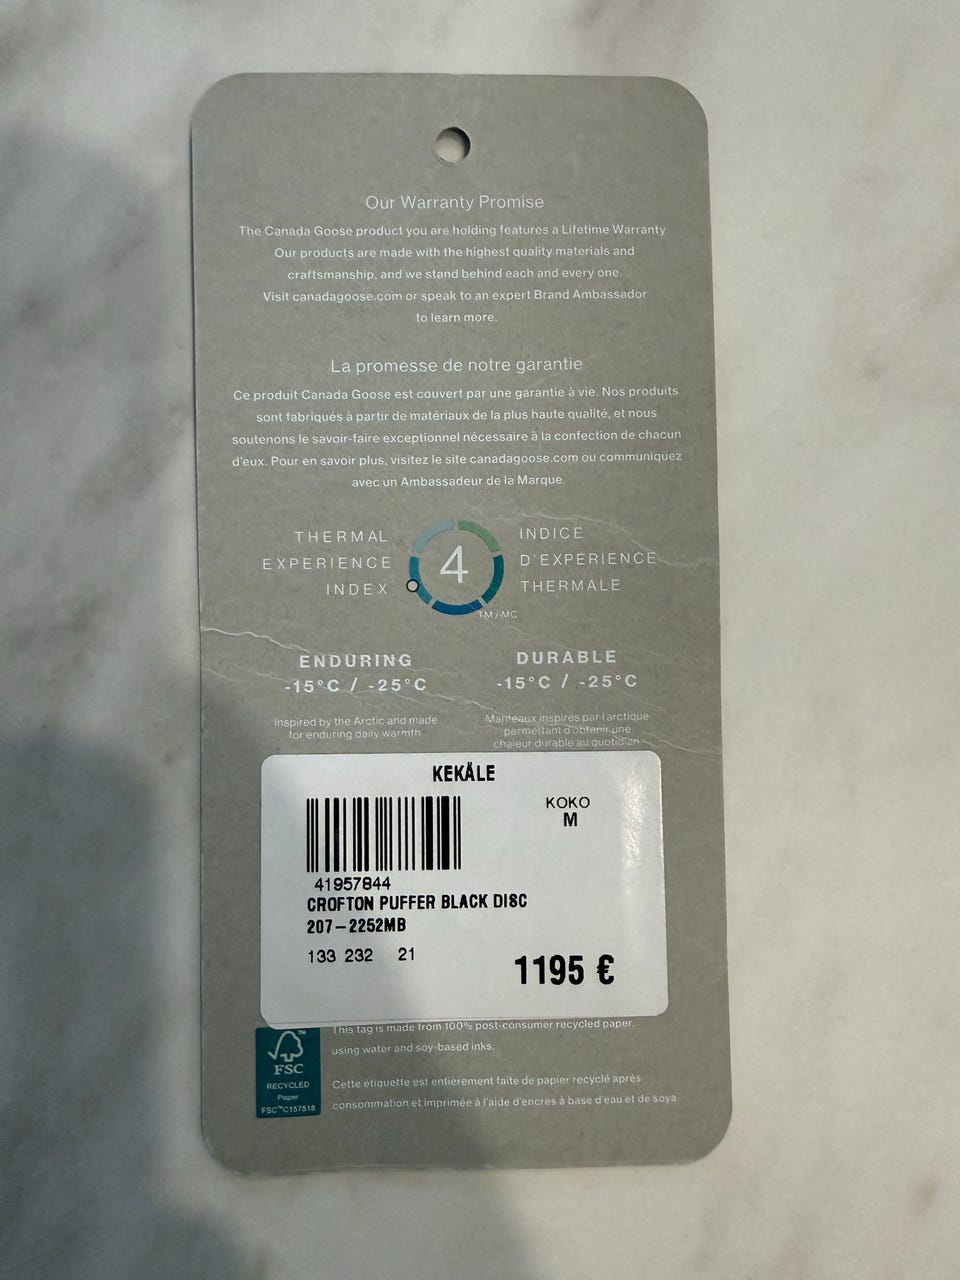 Our Warranty Promise
The Canada Goose product you are holding features a Lifetime Warranty
Our products are made with the highest quality materials and
craftsmanship, and we stand behind each and every one.
Visit canadagoose.com or speak to an expert Brand Ambassador
to learn more.
La promesse de notre garantie
Ce produit Canada Goose est couvert par une garantie à vie. Nos produits
sont fabriqués à partir de matériaux de la plus haute qualité, et nous
soutenons le savoir-faire exceptionnel nécessaire à la confection de chacun
d'eux. Pour en savoir plus, visitez le site canadagoose.com ou communiquez
avec un Ambassadeur de la Marque.
THERMAL
EXPERIENCE
INDEX
4
TM/MC
INDICE
D'EXPÉRIENCE
THERMALE
ENDURING
-15°C / -25°C
Inspired by the Arctic and made
for enduring daily warmth.
DURABLE
-15°C / -25°C
Manteaux inspirés par l'arctique
permettant d'obtenir une
chaleur durable au quotidien
KEKÄLE
KOKO
M
41957844
CROFTON PUFFER BLACK DISC
207-2252MB
133 232 21
1195 €
This tag is made from 100% post-consumer recycled paper,
using water and soy-based inks.
Cette étiquette est entièrement faite de papier recyclé après
consommation et imprimée à l'aide d'encres à base d'eau et de soya
TM
FSC
RECYCLED
Paper
FSC™C157518